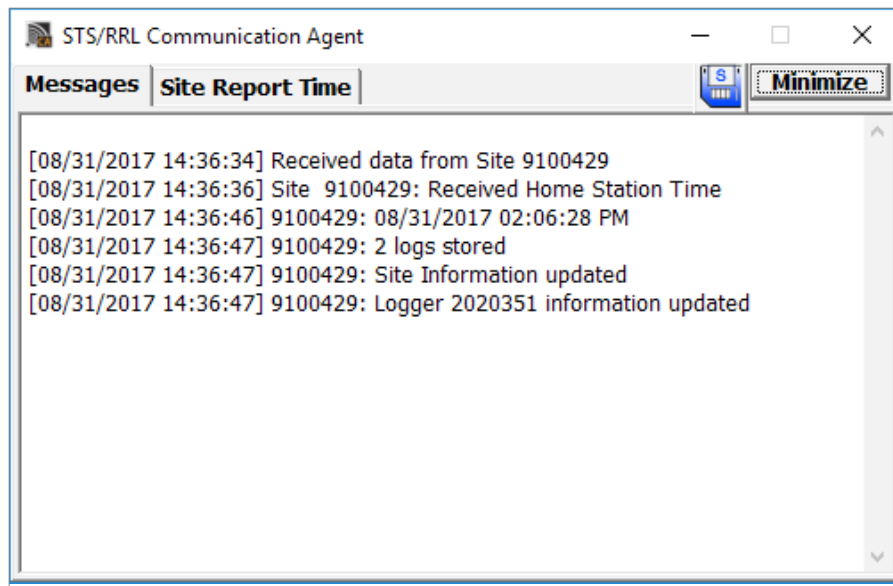 STS/RRL Communication Agent
Messages Site Report Time S Minimize
[08/31/2017 14:36:34] Received data from Site 9100429
[08/31/2017 14:36:36] Site  9100429: Received Home Station Time
[08/31/2017 14:36:46] 9100429: 08/31/2017 02:06:28 PM
[08/31/2017 14:36:47] 9100429: 2 logs stored
[08/31/2017 14:36:47] 9100429: Site Information updated
[08/31/2017 14:36:47] 9100429: Logger 2020351 information updated